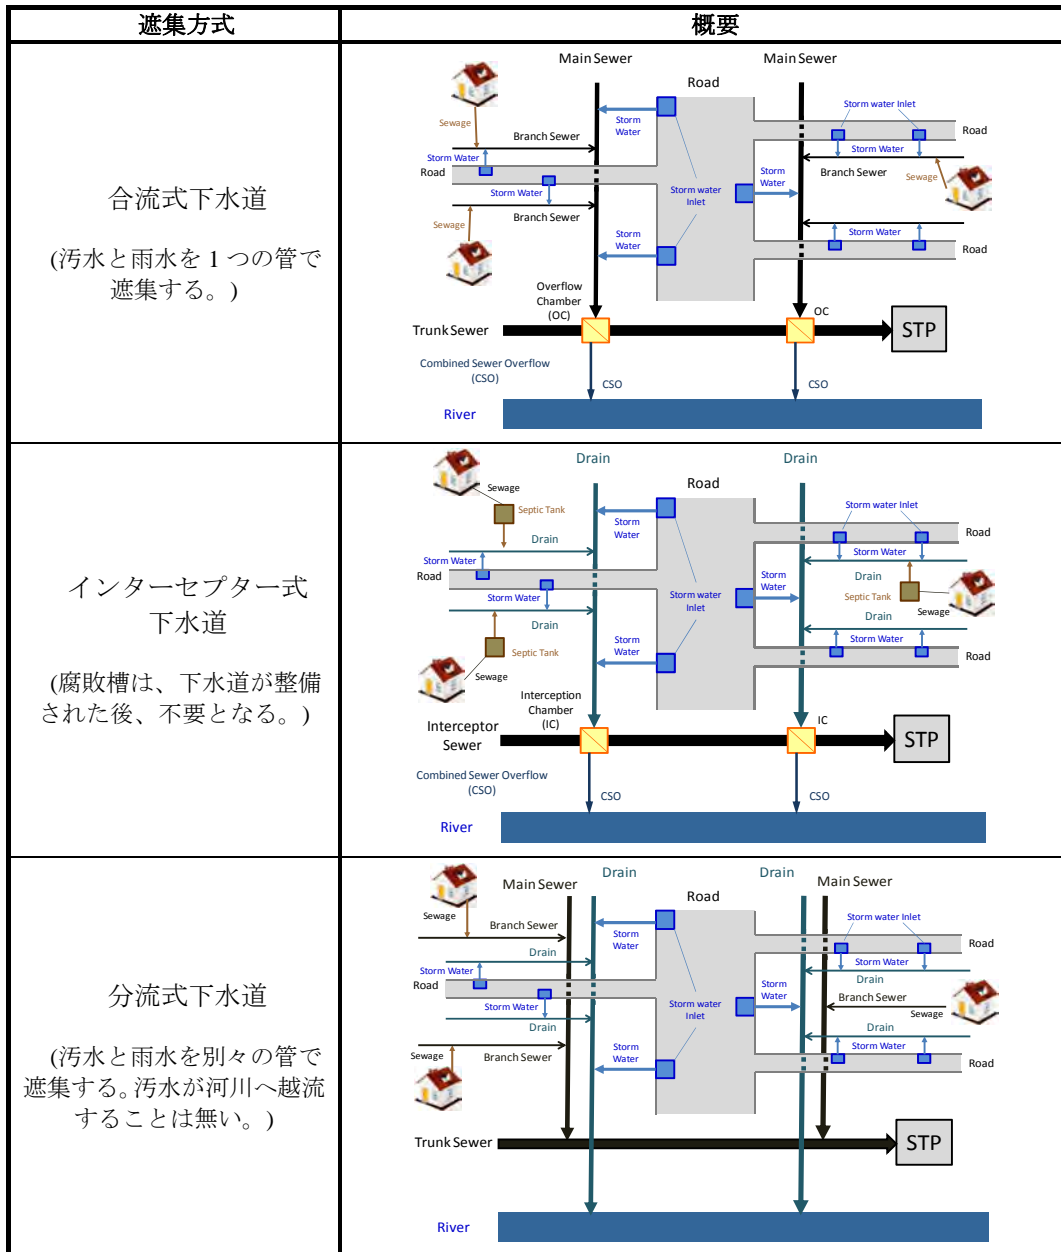 遮集方式
概要
合流式下水道
(汚水と雨水を 1 つの管で
遮集する。)
Main Sewer
Main Sewer
Road
Storm water Inlet
Sewage
Storm
Water
Branch Sewer
Storm Water
Road
Storm Water
Road
Storm Water
Branch Sewer
Sewage
Storm water
Inlet
Storm
Water
Branch Sewer
Sewage
Storm
Water
Storm Water
Road
Overflow
Chamber
(OC)
OC
Trunk Sewer
STP
Combined Sewer Overflow
(CSO)
CSO
CSO
River
インターセプター式
下水道
(腐敗槽は、下水道が整備
された後、不要となる。)
Drain
Drain
Road
Sewage
Septic Tank
Storm water Inlet
Storm
Water
Drain
Storm Water
Road
Storm Water
Road
Storm Water
Drain
Septic Tank
Sewage
Storm water
Inlet
Storm
Water
Drain
Septic Tank
Sewage
Drain
Storm
Water
Storm Water
Road
Interception
Chamber
(IC)
IC
Interceptor
Sewer
STP
Combined Sewer Overflow
(CSO)
CSO
CSO
River
分流式下水道
(汚水と雨水を別々の管で
遮集する。汚水が河川へ越流
することは無い。)
Main Sewer
Drain
Drain
Main Sewer
Road
Sewage
Branch Sewer
Storm water Inlet
Storm
Water
Road
Drain
Storm Water
Storm Water
Road
Storm Water
Drain
Drain
Storm water
Inlet
Storm
Water
Branch Sewer
Sewage
Drain
Sewage
Branch Sewer
Storm
Water
Storm Water
Road
Trunk Sewer
STP
River